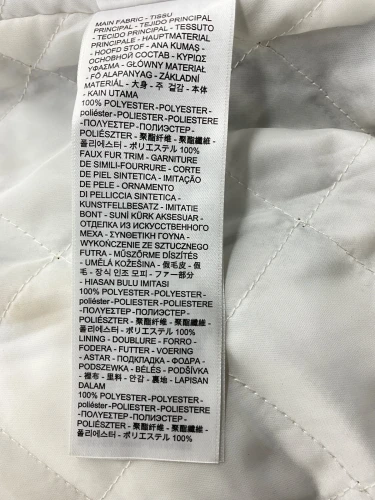 MAIN FABRIC - TISSU
PRINCIPAL - TEJIDO PRINCIPAL
- TECIDO PRINCIPAL - TESSUTO
PRINCIPALE - HAUPTMATERIAL
- HOOFD STOF - ANA KUMAŞ -
ОСНОВНОЙ СОСТАВ - ΚΥΡΙΩΣ
ΥΦΑΣΜΑ - GŁÓWNY MATERIAŁ
- FŐ ALAPANYAG - ZÁKLADNÍ
MATERIÁL - 大身 - 주 겉감 - 本体
- KAIN UTAMA
100% POLYESTER-POLYESTER-
poliéster-POLIESTER-POLIESTERE
-ΠΟΛΥΕΣΤΕΡ-ПОЛИЭСТЕР-
POLIÉSZTER - 聚酯纤维 - 聚酯纖維 -
폴리에스터 - ポリエステル 100%
FAUX FUR TRIM - GARNITURE
DE SIMILI-FOURRURE - CORTE
DE PIEL SINTETICA - IMITAÇÃO
DE PELE - ORNAMENTO
DI PELLICCIA SINTETICA -
KUNSTFELLBESATZ - IMITATIE
BONT - SUNİ KÜRK AKSESUAR -
ОТДЕЛКА ИЗ ИСКУССТВЕННОГО
МЕХА - ΣΥΝΘΕΤΙΚΗ ΓΟΥΝΑ -
WYKOŃCZENIE ZE SZTUCZNEGO
FUTRA - MŰSZŐRME DÍSZÍTÉS
- UMĚLÁ KOŽEŠINA - 假毛皮 - 假
毛 - 장식 인조 모피 - ファー部分
- HIASAN BULU IMITASI
100% POLYESTER-POLYESTER-
poliéster-POLIESTER-POLIESTERE
-ΠΟΛΥΕΣΤΕΡ-ПОЛИЭСТЕР-
POLIÉSZTER - 聚酯纤维 - 聚酯纖維 -
폴리에스터 - ポリエステル 100%
LINING - DOUBLURE - FORRO -
FODERA - FUTTER - VOERING
- ASTAR - ПОДКЛАДКА - ΦΟΔΡΑ -
PODSZEWKA - BÉLÉS - PODŠÍVKA
- 裡布 - 里料 - 안감 - 裏地 - LAPISAN
DALAM
100% POLYESTER-POLYESTER-
poliéster-POLIESTER-POLIESTERE
-ΠΟΛΥΕΣΤΕΡ-ПОЛИЭСТЕР-
POLIÉSZTER - 聚酯纤维 - 聚酯纖維 -
폴리에스터 - ポリエステル 100%